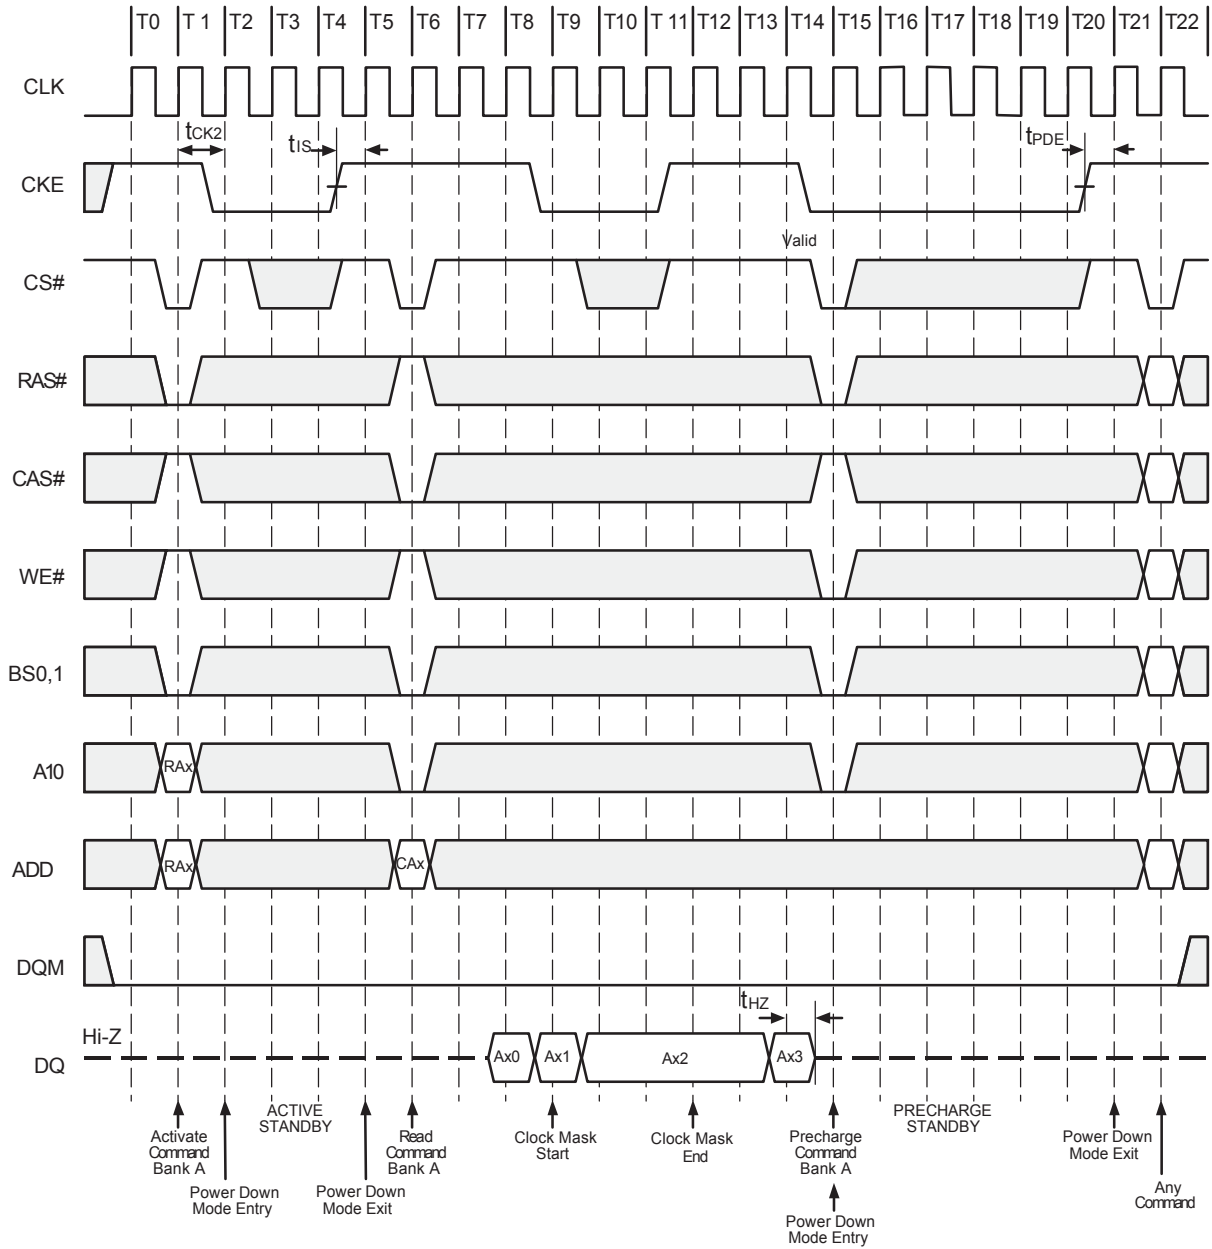 T0 T 1 T2 T3 T4 T5 T6 T7 T8 T9 T10 T 11 T12 T13 T14 T15 T16 T17 T18 T19 T20 T21 T22
CLK
tCK2
tIS
tPDE
CKE
Valid
CS#
RAS#
CAS#
WE#
BS0,1
A10
RAx
ADD
RAx
CAx
DQM
tHZ
Hi-Z
DQ
Ax0
Ax1
Ax2
Ax3
Activate
Command
Bank A
Power Down
Mode Entry
ACTIVE
STANDBY
Power Down
Mode Exit
Read
Command
Bank A
Clock Mask
Start
Clock Mask
End
Precharge
Command
Bank A
Power Down
Mode Entry
PRECHARGE
STANDBY
Power Down
Mode Exit
Any
Command